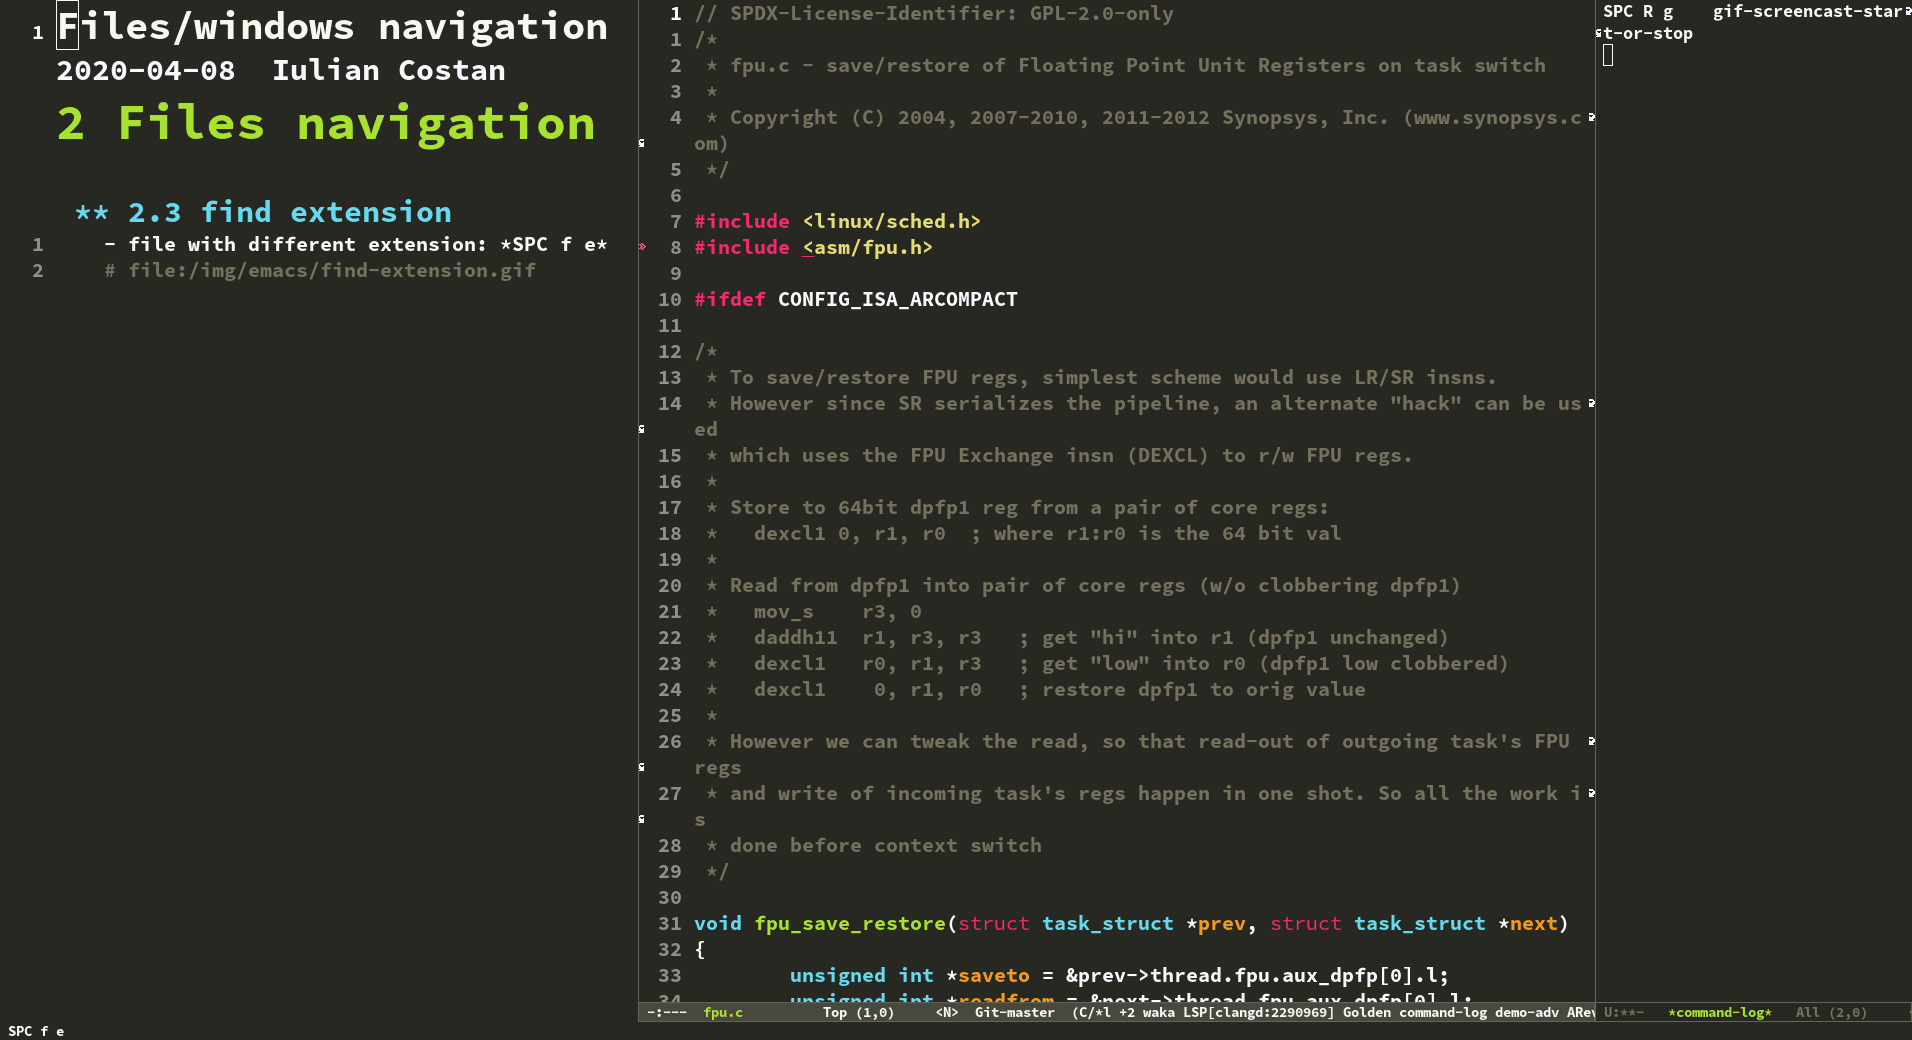 1 Files/windows navigation
2020-04-08  Iulian Costan
2 Files navigation
** 2.3 find extension
1 - file with different extension: *SPC f e*
2 # file:/img/emacs/find-extension.gif
1 // SPDX-License-Identifier: GPL-2.0-only
1 /*
2  * fpu.c - save/restore of Floating Point Unit Registers on task switch
3  *
4  * Copyright (C) 2004, 2007-2010, 2011-2012 Synopsys, Inc. (www.synopsys.c
om)
5  */
6
7 #include <linux/sched.h>
» 8 #include <asm/fpu.h>
9
10 #ifdef CONFIG_ISA_ARCOMPACT
11
12 /*
13  * To save/restore FPU regs, simplest scheme would use LR/SR insns.
14  * However since SR serializes the pipeline, an alternate "hack" can be us
ed
15  * which uses the FPU Exchange insn (DEXCL) to r/w FPU regs.
16  *
17  * Store to 64bit dpfp1 reg from a pair of core regs:
18  *   dexcl1 0, r1, r0  ; where r1:r0 is the 64 bit val
19  *
20  * Read from dpfp1 into pair of core regs (w/o clobbering dpfp1)
21  *   mov_s    r3, 0
22  *   daddh11  r1, r3, r3   ; get "hi" into r1 (dpfp1 unchanged)
23  *   dexcl1   r0, r1, r3   ; get "low" into r0 (dpfp1 low clobbered)
24  *   dexcl1    0, r1, r0   ; restore dpfp1 to orig value
25  *
26  * However we can tweak the read, so that read-out of outgoing task's FPU
regs
27  * and write of incoming task's regs happen in one shot. So all the work i
s
28  * done before context switch
29  */
30
31 void fpu_save_restore(struct task_struct *prev, struct task_struct *next)
32 {
33         unsigned int *saveto = &prev->thread.fpu.aux_dpfp[0].l;
34         unsigned int *readfrom = &next->thread.fpu.aux_dpfp[0].l;
-:---  fpu.c          Top (1,0)     <N>  Git-master  (C/*l +2 waka LSP[clangd:2290969] Golden command-log demo-adv ARev
SPC R g    gif-screencast-star
t-or-stop
U:**-   *command-log*   All (2,0)
SPC f e